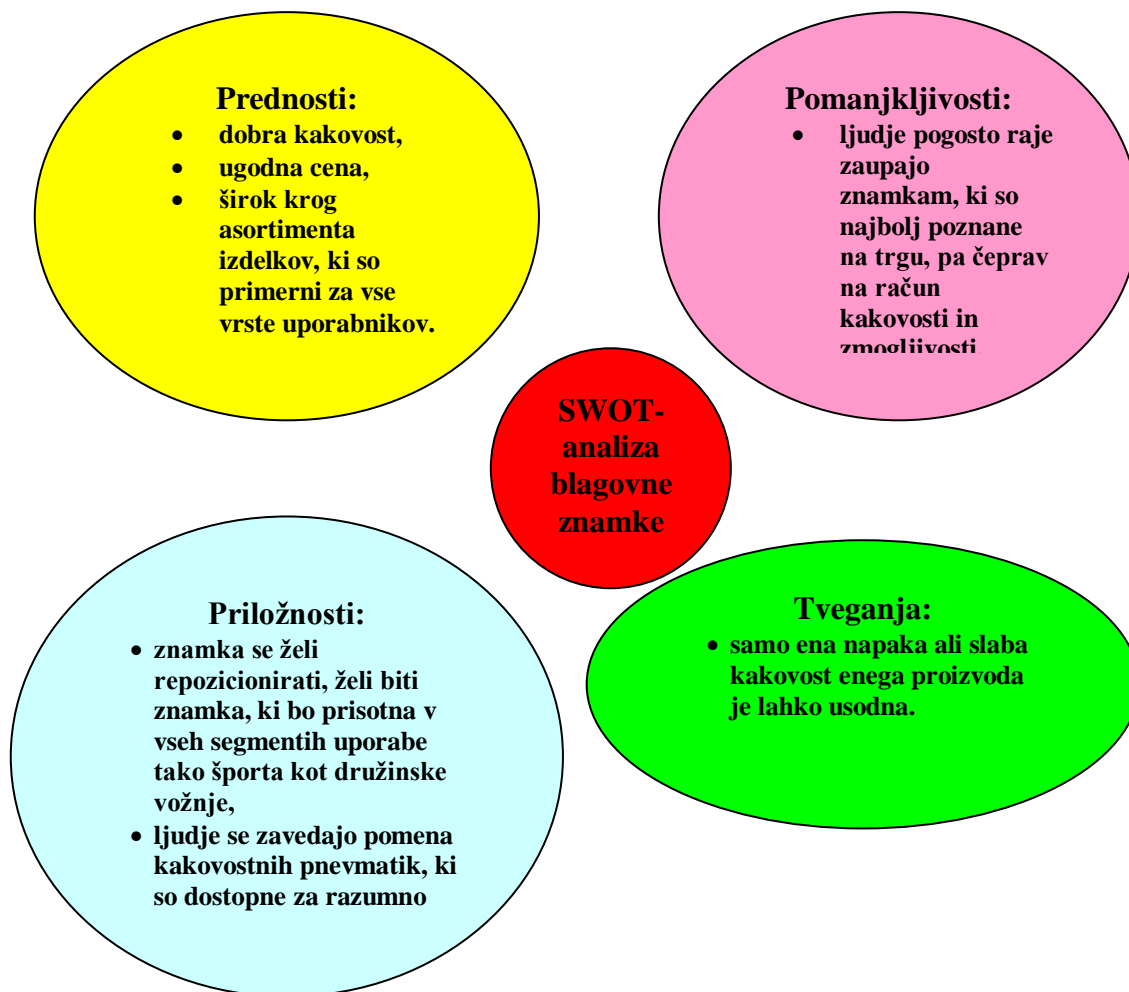 Prednosti:
• dobra kakovost,
• ugodna cena,
• širok krog
asortimenta
izdelkov, ki so
primerni za vse
vrste uporabnikov.
Pomanjkljivosti:
• ljudje pogosto raje
zaupajo
znamkam, ki so
najbolj poznane
na trgu, pa čeprav
na račun
kakovosti in
zmogljivosti
SWOT-
analiza
blagovne
znamke
Priložnosti:
• znamka se želi
repozicionirati, želi biti
znamka, ki bo prisotna v
vseh segmentih uporabe
tako športa kot družinske
vožnje,
• ljudje se zavedajo pomena
kakovostnih pnevmatik, ki
so dostopne za razumno
Tveganja:
• samo ena napaka ali slaba
kakovost enega proizvoda
je lahko usodna.